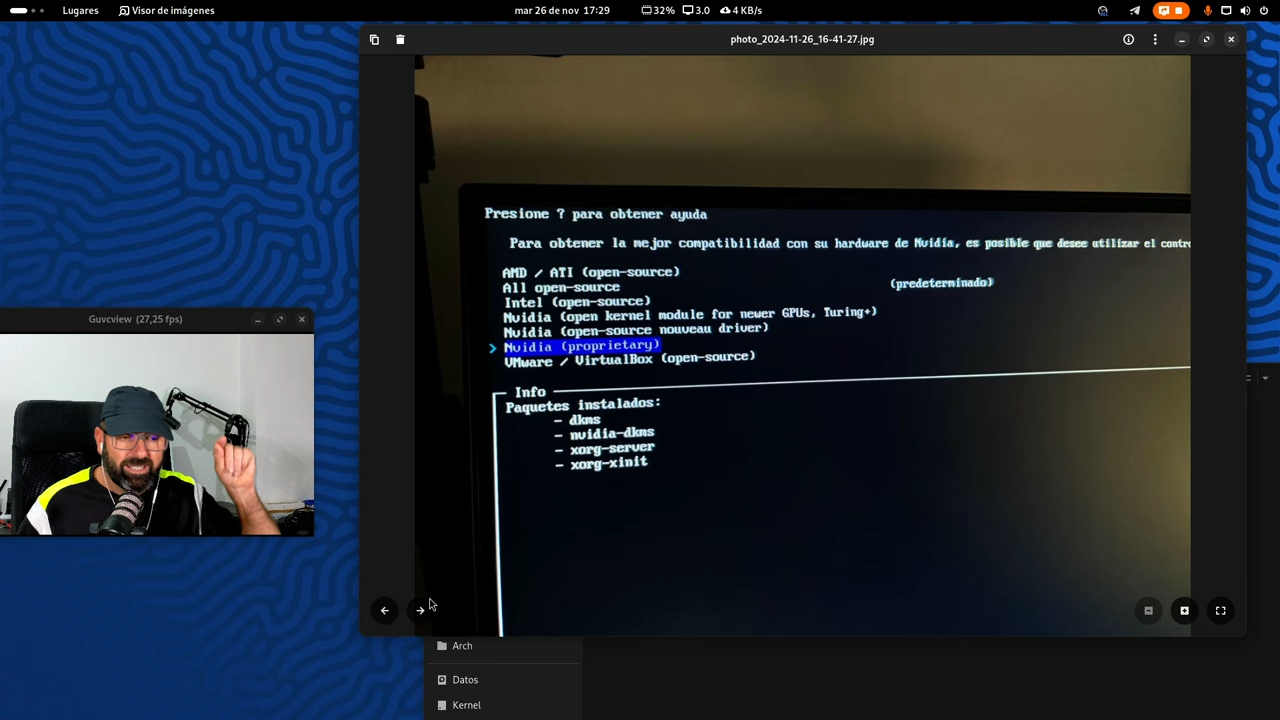 Lugares
Visor de imágenes
mar 26 de nov 17:29
32%
3.0
4 KB/s
photo_2024-11-26_16-41-27.jpg
Presione ? para obtener ayuda
Para obtener la mejor compatibilidad con su hardware de Nvidia, es posible que desee utilizar el contro
AMD / ATI (open-source)
All open-source (predeterminado)
Intel (open-source)
Nvidia (open kernel module for newer GPUs, Turing+)
Nvidia (open-source nouveau driver)
> Nvidia (proprietary)
VMware / VirtualBox (open-source)
Info
Paquetes instalados:
- dkms
- nvidia-dkms
- xorg-server
- xorg-xinit
Guvcview (27,25 fps)
Arch
Datos
Kernel